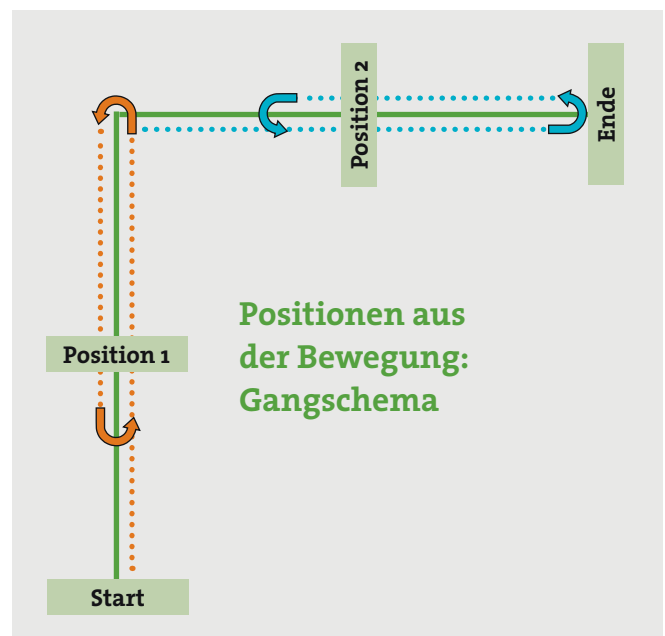 Position 2
Ende
Positionen aus
der Bewegung:
Gangschema
Position 1
Start